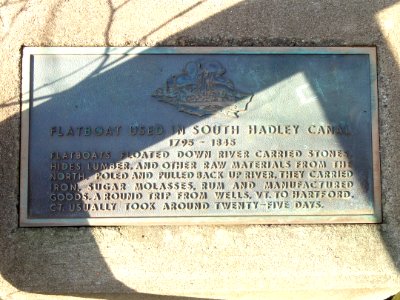 FLATBOAT USED IN SOUTH HADLEY CANAL
1795 - 1845
FLATBOATS FLOATED DOWN RIVER CARRIED STONES,
HIDES, LUMBER, AND OTHER RAW MATERIALS FROM THE
NORTH. POLED AND PULLED BACK UP RIVER, THEY CARRIED
IRON, SUGAR MOLASSES, RUM AND MANUFACTURED
GOODS. A ROUND TRIP FROM WELLS, VT. TO HARTFORD,
CT. USUALLY TOOK AROUND TWENTY-FIVE DAYS.